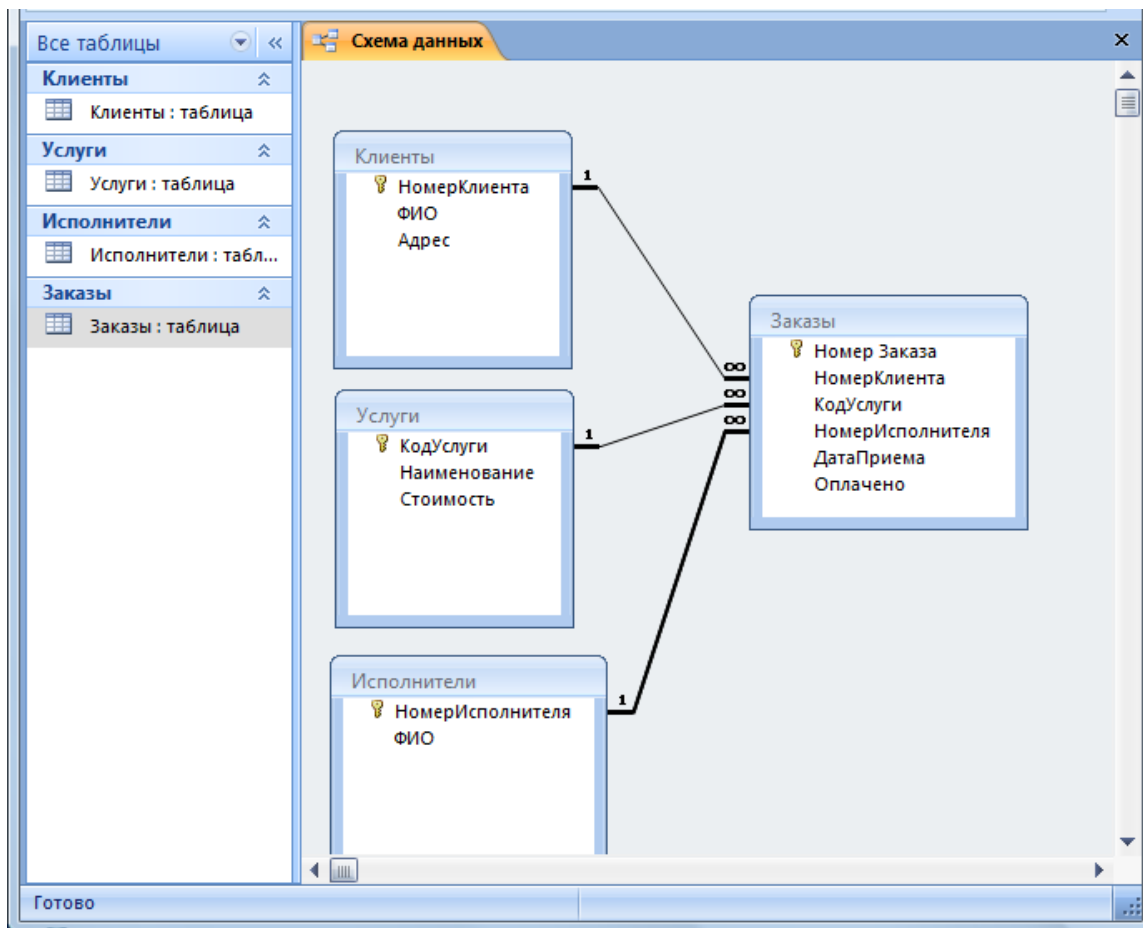 Все таблицы
Клиенты
Клиенты : таблица
Услуги
Услуги : таблица
Исполнители
Исполнители : табл...
Заказы
Заказы : таблица
Схема данных
Клиенты
НомерКлиента
ФИО
Адрес
1
Услуги
КодУслуги
Наименование
Стоимость
1
Исполнители
НомерИсполнителя
ФИО
1
Заказы
Номер Заказа
НомерКлиента
КодУслуги
НомерИсполнителя
ДатаПриема
Оплачено
∞
∞
∞
Готово